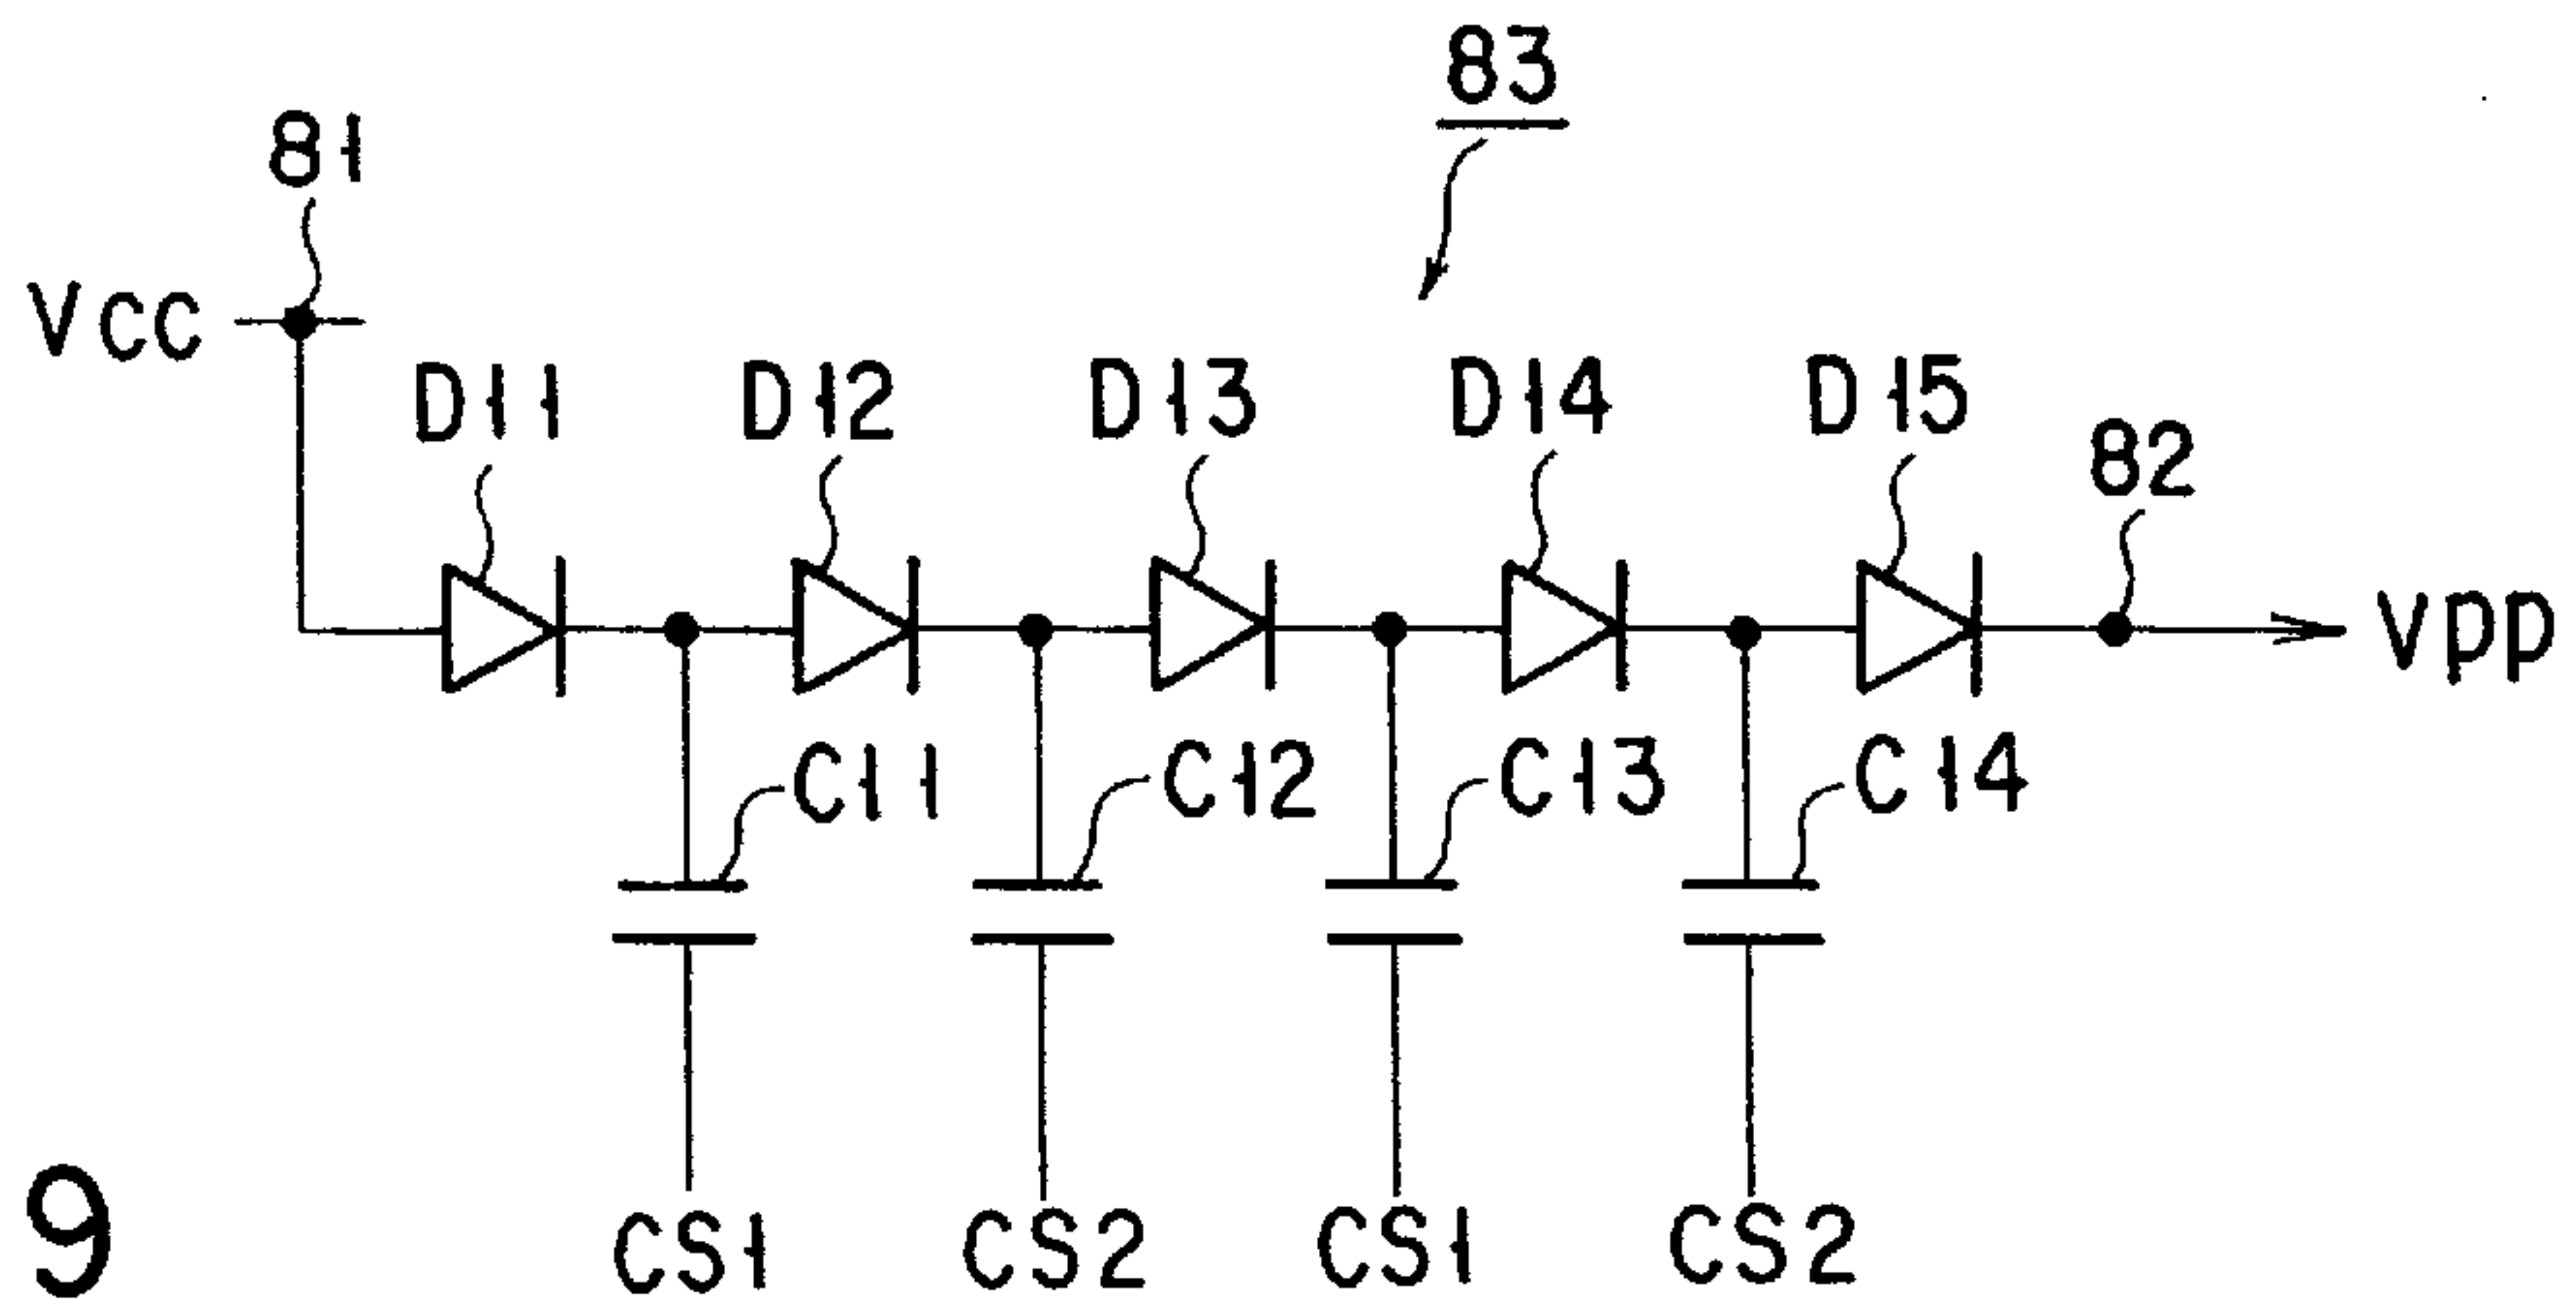 83
81
VCC
D11 D12 D13 D14 D15
82
VPP
C11 C12 C13 C14
CS1 CS2 CS1 CS2
9